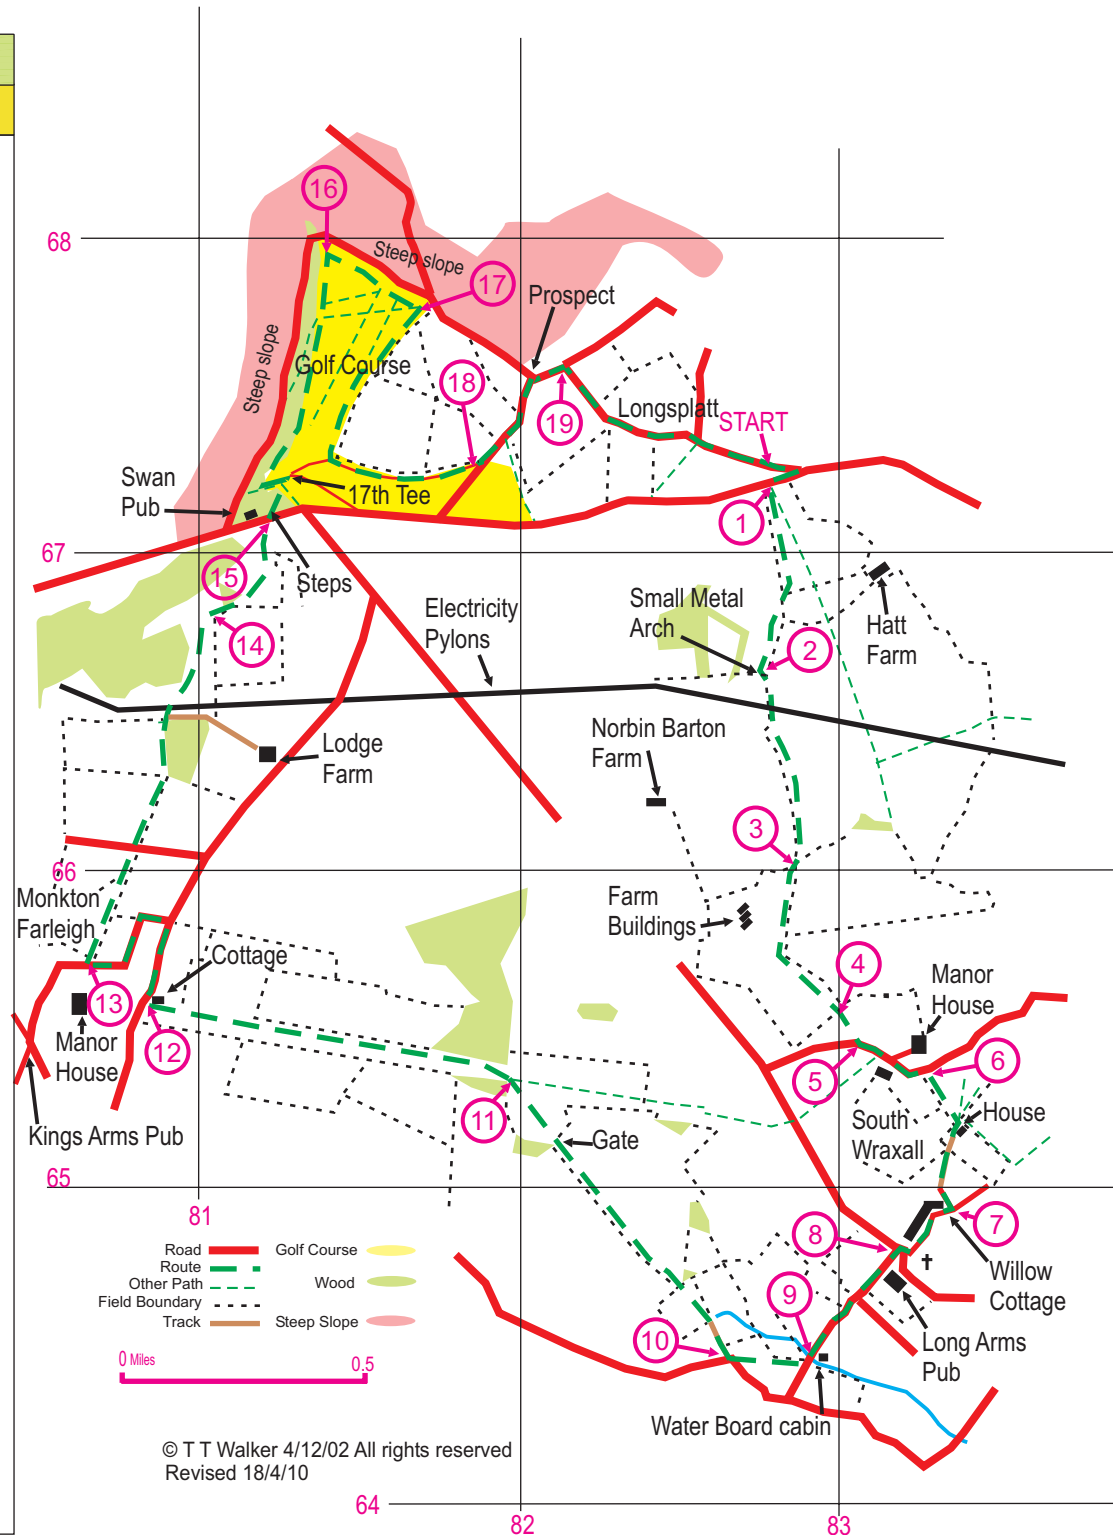 16
68
Steep slope
17
Prospect
Steep slope
Golf Course
18
19
Longsplatt
START
Swan
Pub
17th Tee
1
67
15
Steps
Electricity
Pylons
Small Metal
Arch
Hatt
Farm
14
2
Norbin Barton
Farm
Lodge
Farm
3
66
Monkton
Farleigh
Farm
Buildings
Cottage
4
Manor
House
13
12
Manor
House
5
6
11
South
Wraxall
House
Kings Arms Pub
Gate
65
81
7
8
Road
Golf Course
Route
Other Path
Wood
Field Boundary
Track
Steep Slope
Willow
Cottage
9
10
Long Arms
Pub
0 Miles
0.5
Water Board cabin
© T T Walker 4/12/02 All rights reserved
Revised 18/4/10
64
82
83